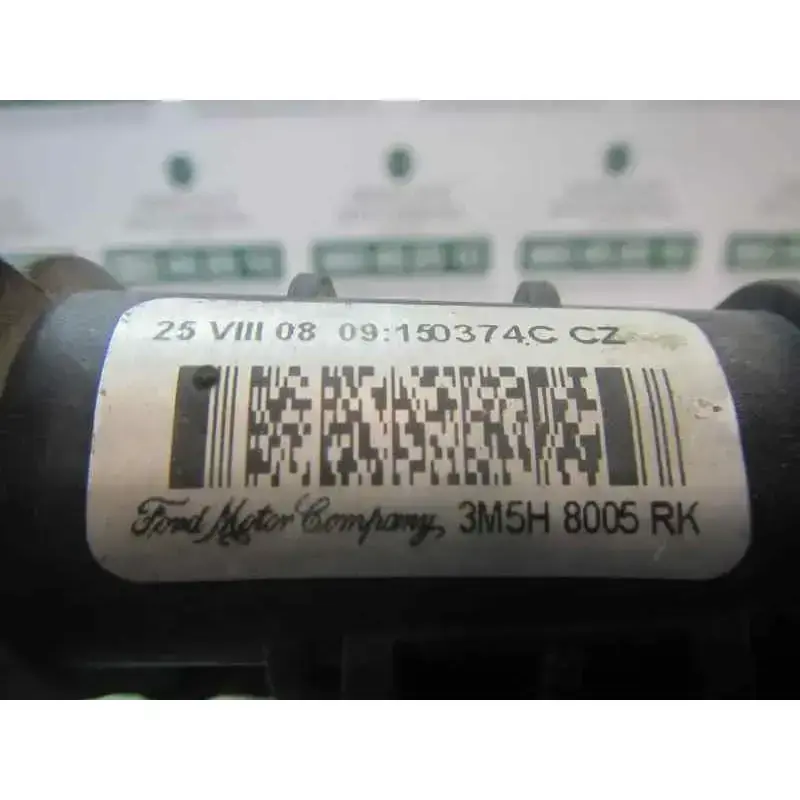 25 VIII 08 09:150374C CZ
Ford Motor Company, 3M5H 8005 RK